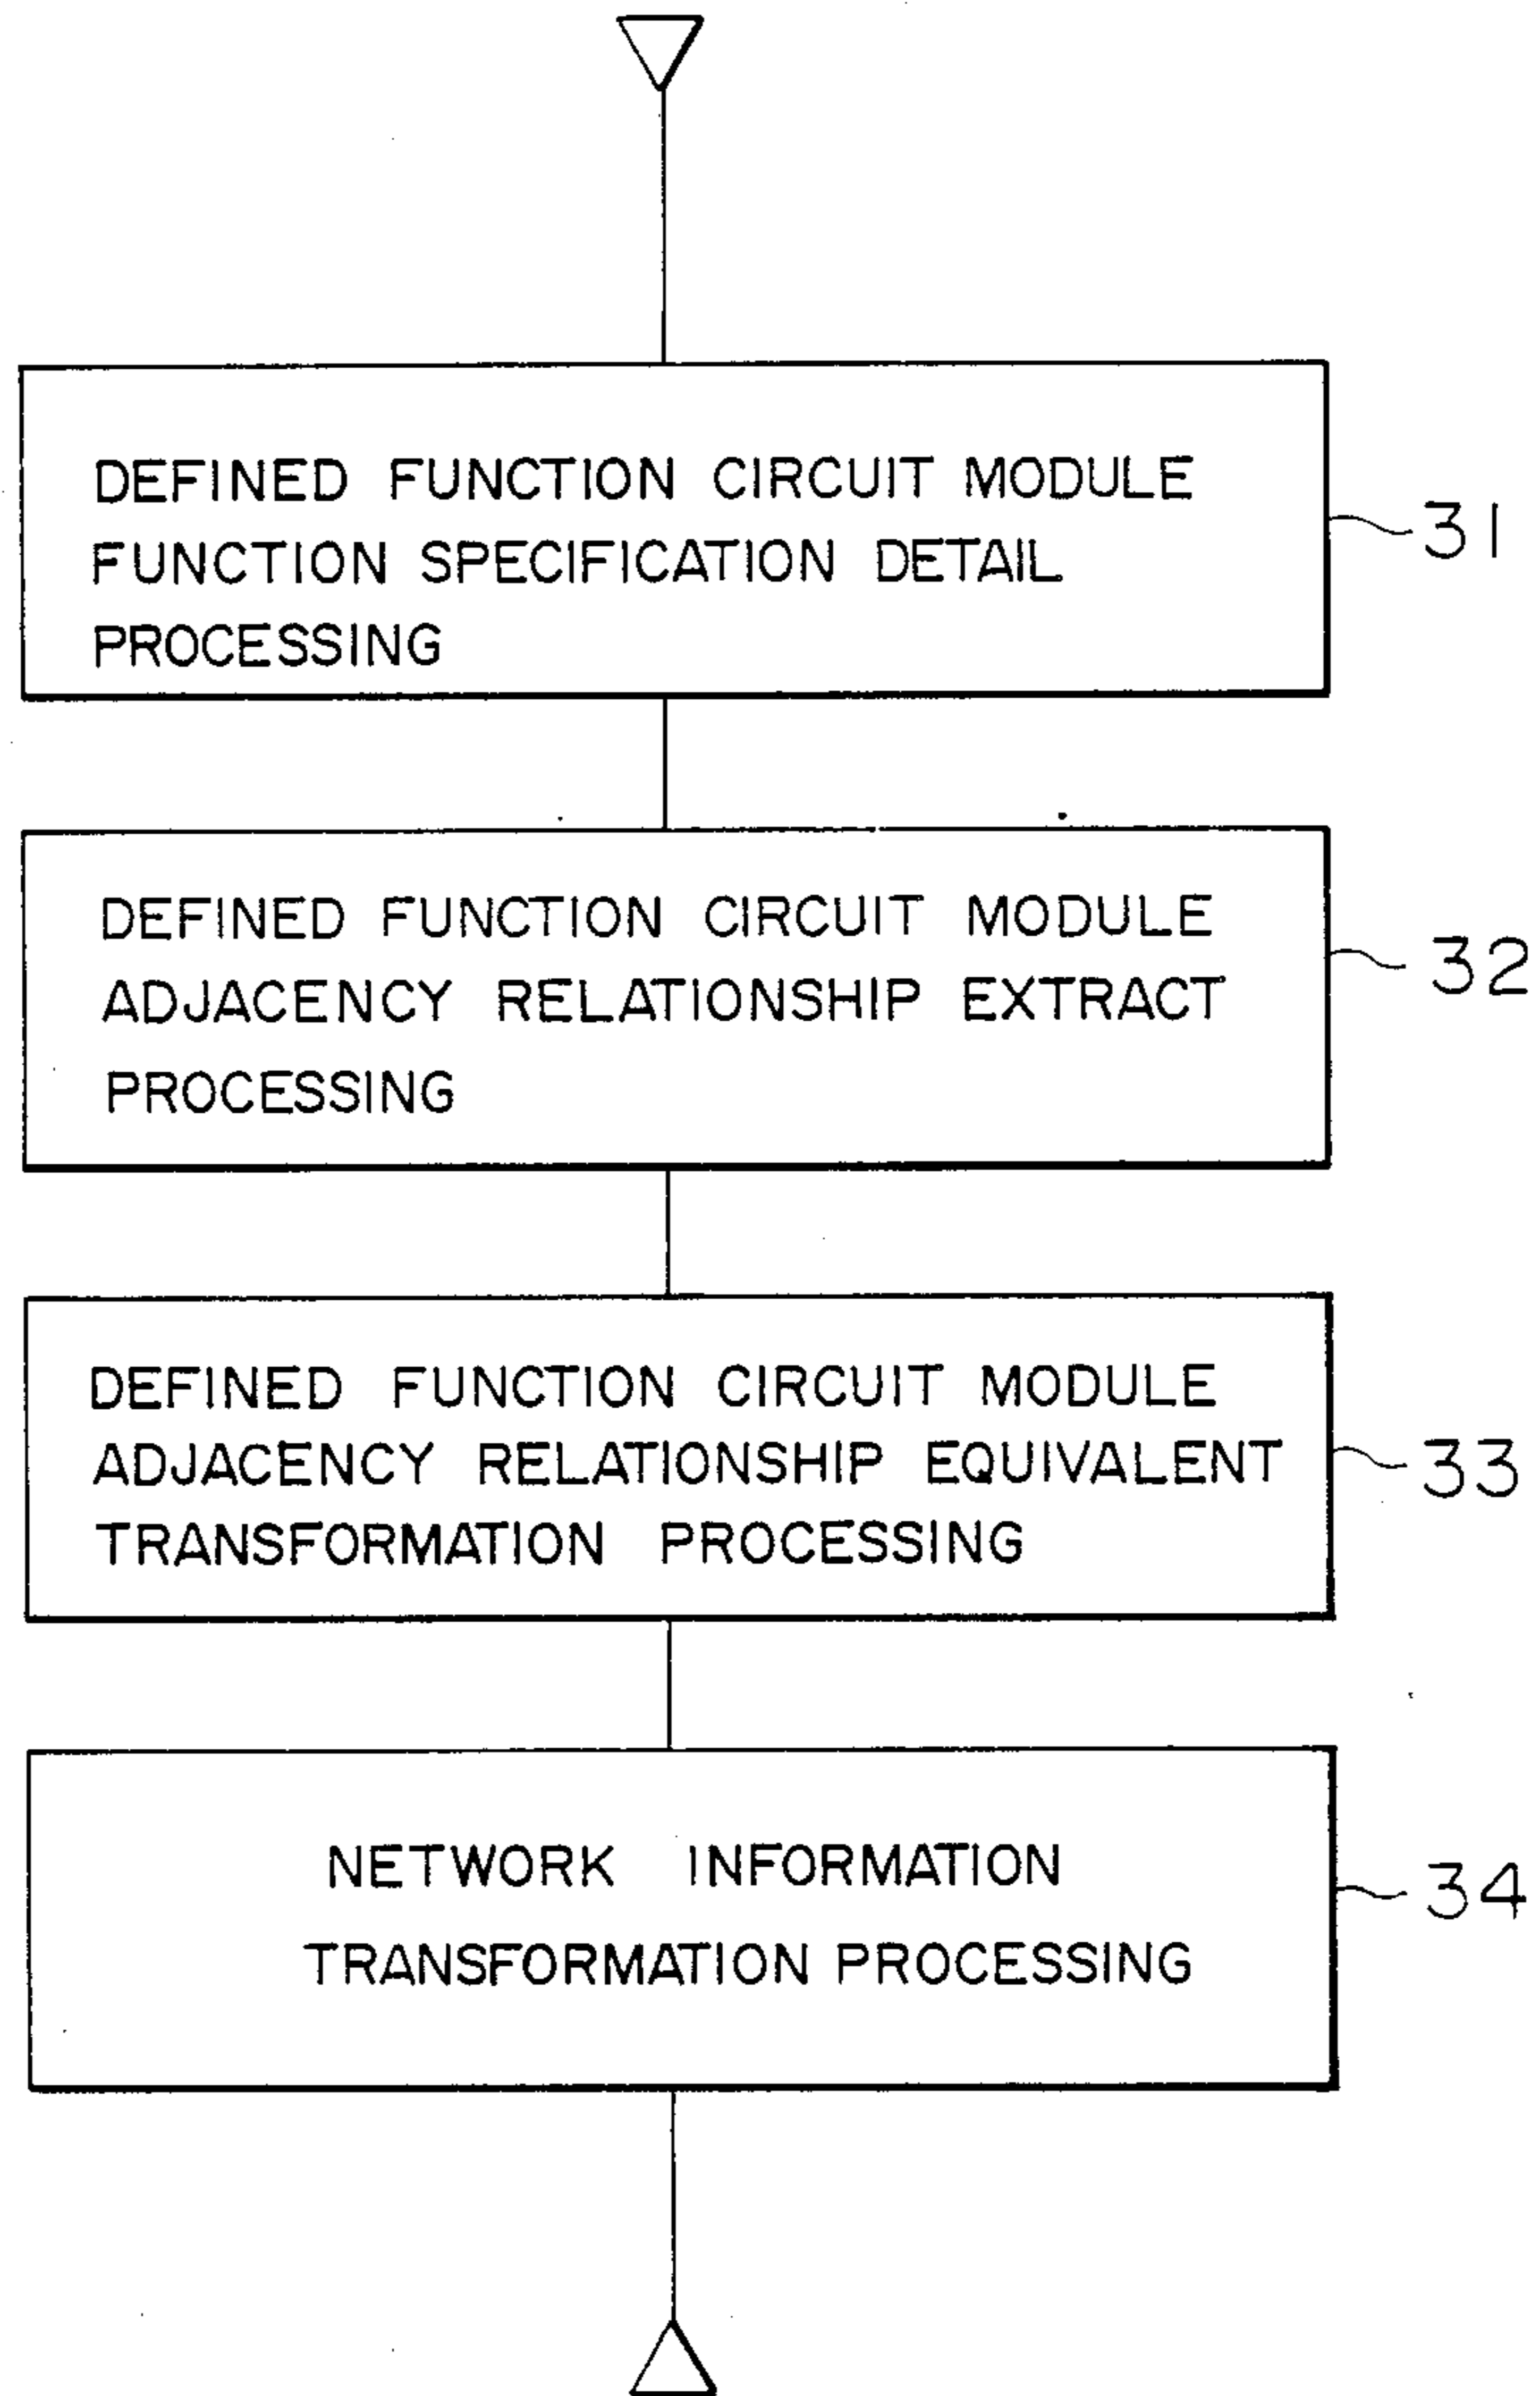 DEFINED FUNCTION CIRCUIT MODULE
FUNCTION SPECIFICATION DETAIL
PROCESSING
31
DEFINED FUNCTION CIRCUIT MODULE
ADJACENCY RELATIONSHIP EXTRACT
PROCESSING
32
DEFINED FUNCTION CIRCUIT MODULE
ADJACENCY RELATIONSHIP EQUIVALENT
TRANSFORMATION PROCESSING
33
NETWORK INFORMATION
TRANSFORMATION PROCESSING
34